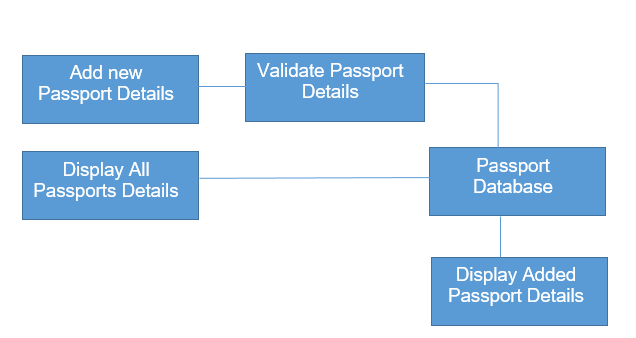 Add new
Passport Details
Validate Passport
Details
Display All
Passports Details
Passport
Database
Display Added
Passport Details